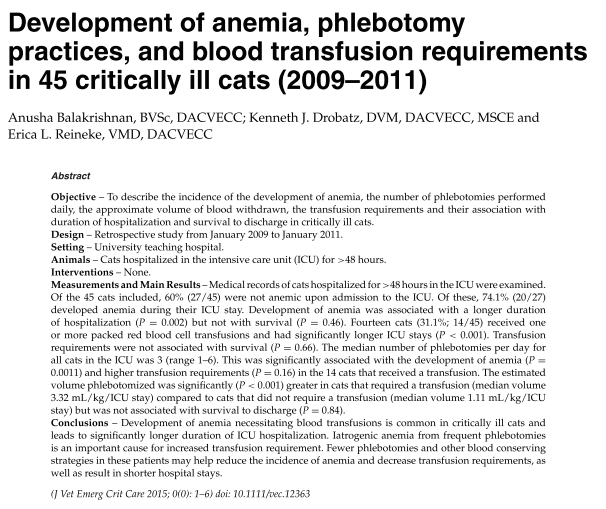 Development of anemia, phlebotomy
practices, and blood transfusion requirements
in 45 critically ill cats (2009–2011)
Anusha Balakrishnan, BVSc, DACVECC; Kenneth J. Drobatz, DVM, DACVECC, MSCE and
Erica L. Reineke, VMD, DACVECC
Abstract
Objective – To describe the incidence of the development of anemia, the number of phlebotomies performed
daily, the approximate volume of blood withdrawn, the transfusion requirements and their association with
duration of hospitalization and survival to discharge in critically ill cats.
Design – Retrospective study from January 2009 to January 2011.
Setting – University teaching hospital.
Animals – Cats hospitalized in the intensive care unit (ICU) for >48 hours.
Interventions – None.
Measurements and Main Results – Medical records of cats hospitalized for >48 hours in the ICU were examined.
Of the 45 cats included, 60% (27/45) were not anemic upon admission to the ICU. Of these, 74.1% (20/27)
developed anemia during their ICU stay. Development of anemia was associated with a longer duration
of hospitalization (P = 0.002) but not with survival (P = 0.46). Fourteen cats (31.1%; 14/45) received one
or more packed red blood cell transfusions and had significantly longer ICU stays (P < 0.001). Transfusion
requirements were not associated with survival (P = 0.66). The median number of phlebotomies per day for
all cats in the ICU was 3 (range 1–6). This was significantly associated with the development of anemia (P =
0.0011) and higher transfusion requirements (P = 0.16) in the 14 cats that received a transfusion. The estimated
volume phlebotomized was significantly (P < 0.001) greater in cats that required a transfusion (median volume
3.32 mL/kg/ICU stay) compared to cats that did not require a transfusion (median volume 1.11 mL/kg/ICU
stay) but was not associated with survival to discharge (P = 0.84).
Conclusions – Development of anemia necessitating blood transfusions is common in critically ill cats and
leads to significantly longer duration of ICU hospitalization. Iatrogenic anemia from frequent phlebotomies
is an important cause for increased transfusion requirement. Fewer phlebotomies and other blood conserving
strategies in these patients may help reduce the incidence of anemia and decrease transfusion requirements, as
well as result in shorter hospital stays.
(J Vet Emerg Crit Care 2015; 0(0): 1–6) doi: 10.1111/vec.12363